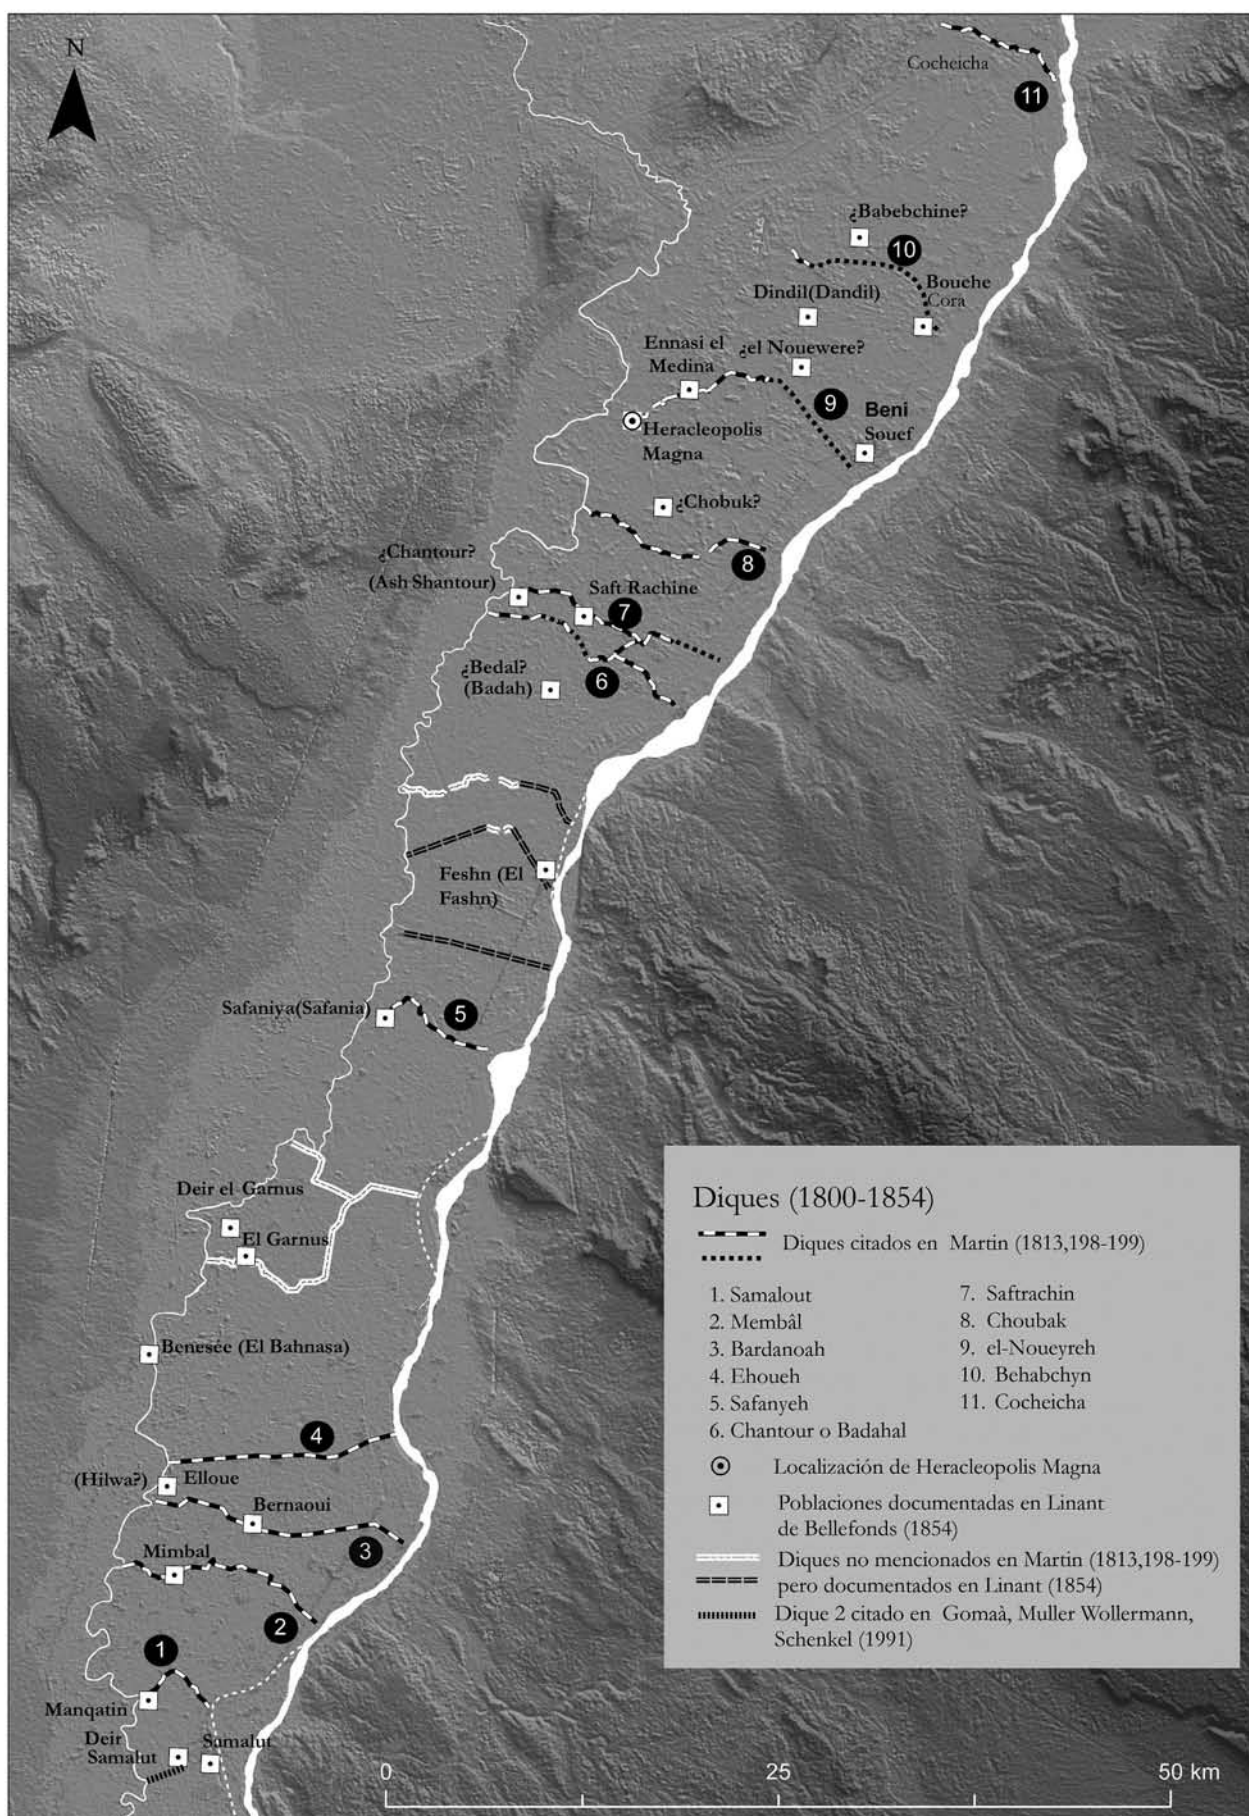 N
Cocheicha
11
¿Babebchine?
10
Bouche
Cora
Dindil(Dandil)
Ennasi el
Medina
¿el Nouewere?
9
Beni
Souef
Heracleopolis
Magna
¿Chobuk?
8
¿Chantour?
(Ash Shantour)
Saft Rachine
7
¿Bedal?
(Badah)
6
Feshn (El
Fashn)
Safaniya(Safania)
5
Deir el-Garnus
El Garnus
Benesée (El Bahnasa)
4
(Hilwa?)
Elloue
Bernaoui
3
Mimbal
2
1
Manqatin
Deir
Samalut
Samalut
Diques (1800-1854)
Diques citados en Martin (1813,198-199)
1. Samalout
2. Membâl
3. Bardanoah
4. Ehoueh
5. Safanyeh
6. Chantour o Badahal
7. Saftrachin
8. Choubak
9. el-Noueyreh
10. Behabchyn
11. Cocheicha
Localización de Heracleopolis Magna
Poblaciones documentadas en Linant
de Bellefonds (1854)
Diques no mencionados en Martin (1813,198-199)
pero documentados en Linant (1854)
Dique 2 citado en Gomaà, Muller Wollermann,
Schenkel (1991)
0 25 50 km